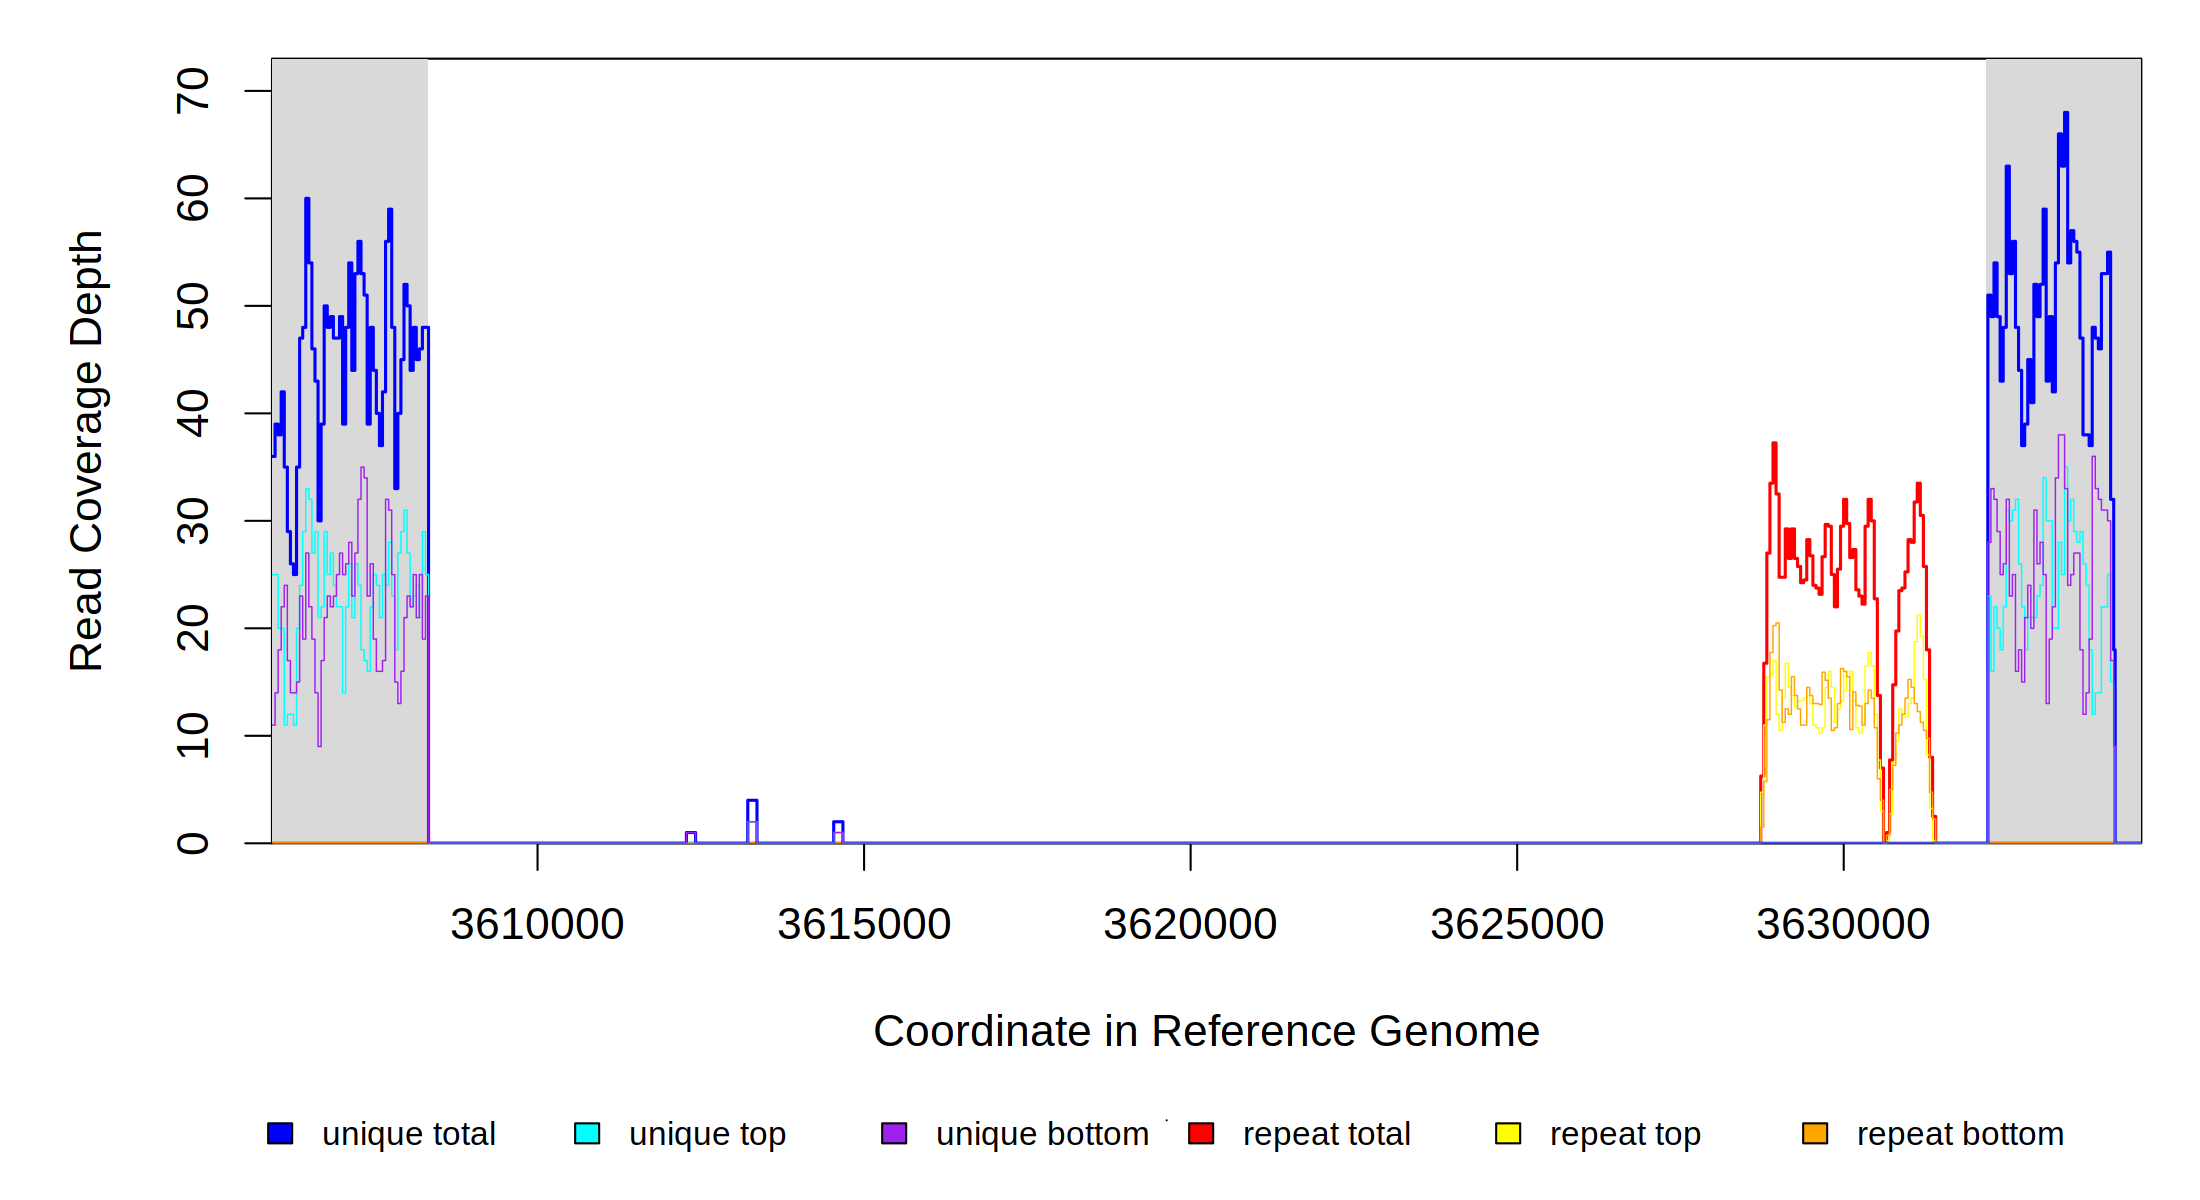 Read Coverage Depth
70
60
50
40
30
20
10
0
3610000 3615000 3620000 3625000 3630000
Coordinate in Reference Genome
unique total unique top unique bottom repeat total repeat top repeat bottom